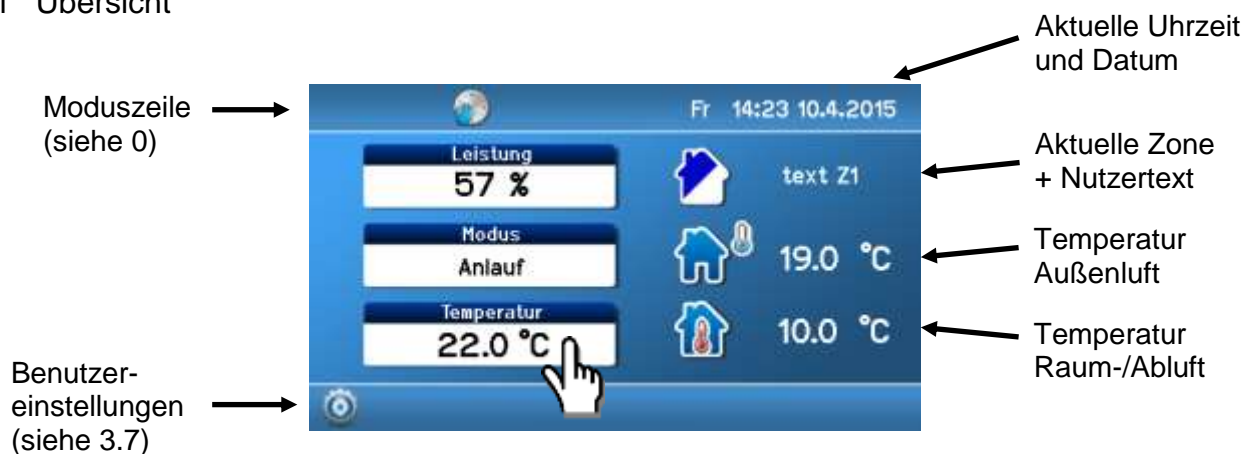 Übersicht
Aktuelle Uhrzeit
und Datum
Moduszeile
(siehe 0)
Fr 14:23 10.4.2015
Leistung
57 %
text Z1
Aktuelle Zone
+ Nutzertext
Modus
Anlauf
19.0 °C
Temperatur
Außenluft
Temperatur
22.0 °C
10.0 °C
Temperatur
Raum-/Abluft
Benutzer-
einstellungen
(siehe 3.7)